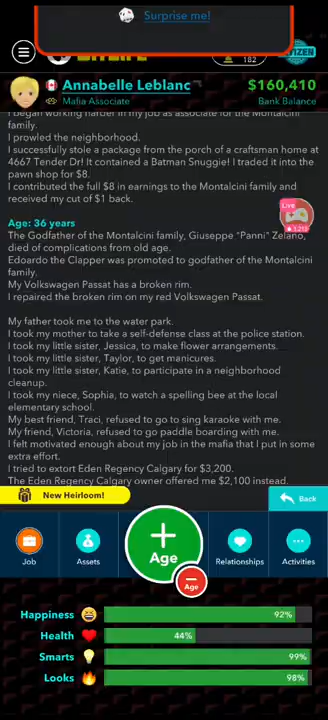 Surprise me!
182
Annabelle Leblanc
Mafia Associate
$160,410
Bank Balance
I began working harder in my job as associate for the Montalcini
family.
I prowled the neighborhood.
I successfully stole a package from the porch of a craftsman home at
4667 Tender Dr! It contained a Batman Snuggie! I traded it into the
pawn shop for $8.
I contributed the full $8 in earnings to the Montalcini family and
received my cut of $1 back.
Live
3,212
Age: 36 years
The Godfather of the Montalcini family, Giuseppe "Panni" Zelano,
died of complications from old age.
Edoardo the Clapper was promoted to godfather of the Montalcini
family.
My Volkswagen Passat has a broken rim.
I repaired the broken rim on my red Volkswagen Passat.
My father took me to the water park.
I took my mother to take a self-defense class at the police station.
I took my little sister, Jessica, to make flower arrangements.
I took my little sister, Taylor, to get manicures.
I took my little sister, Katie, to participate in a neighborhood
cleanup.
I took my niece, Sophia, to watch a spelling bee at the local
elementary school.
My best friend, Traci, refused to go to sing karaoke with me.
My friend, Victoria, refused to go paddle boarding with me.
I felt motivated enough about my job in the mafia that I put in some
extra effort.
I tried to extort Eden Regency Calgary for $3,200.
The Eden Regency Calgary owner offered me $2,100 instead.
New Heirloom!
Back
Job
Assets
Age
Age
Relationships
Activities
Happiness
92%
Health
44%
Smarts
99%
Looks
98%